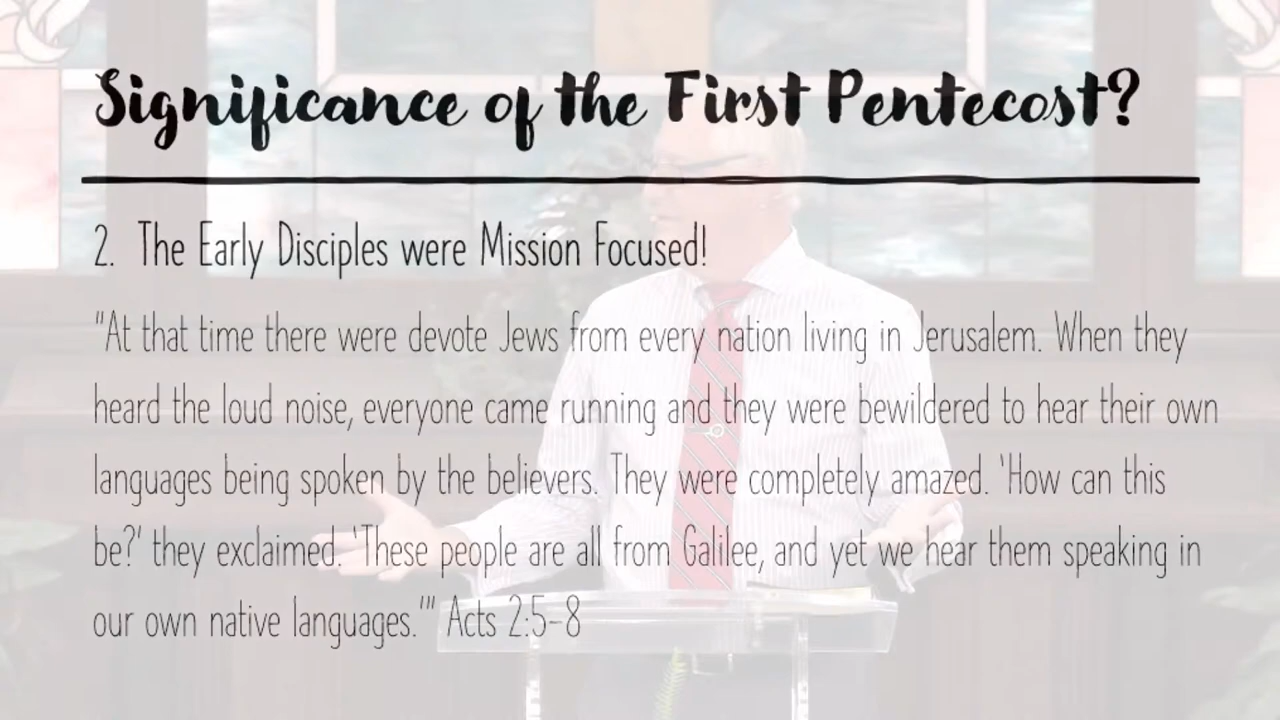 Significance of the First Pentecost?
2. The Early Disciples were Mission Focused!
"At that time there were devote Jews from every nation living in Jerusalem. When they
heard the loud noise, everyone came running and they were bewildered to hear their own
languages being spoken by the believers. They were completely amazed. 'How can this
be?' they exclaimed. 'These people are all from Galilee, and yet we hear them speaking in
our own native languages.'" Acts 2:5-8